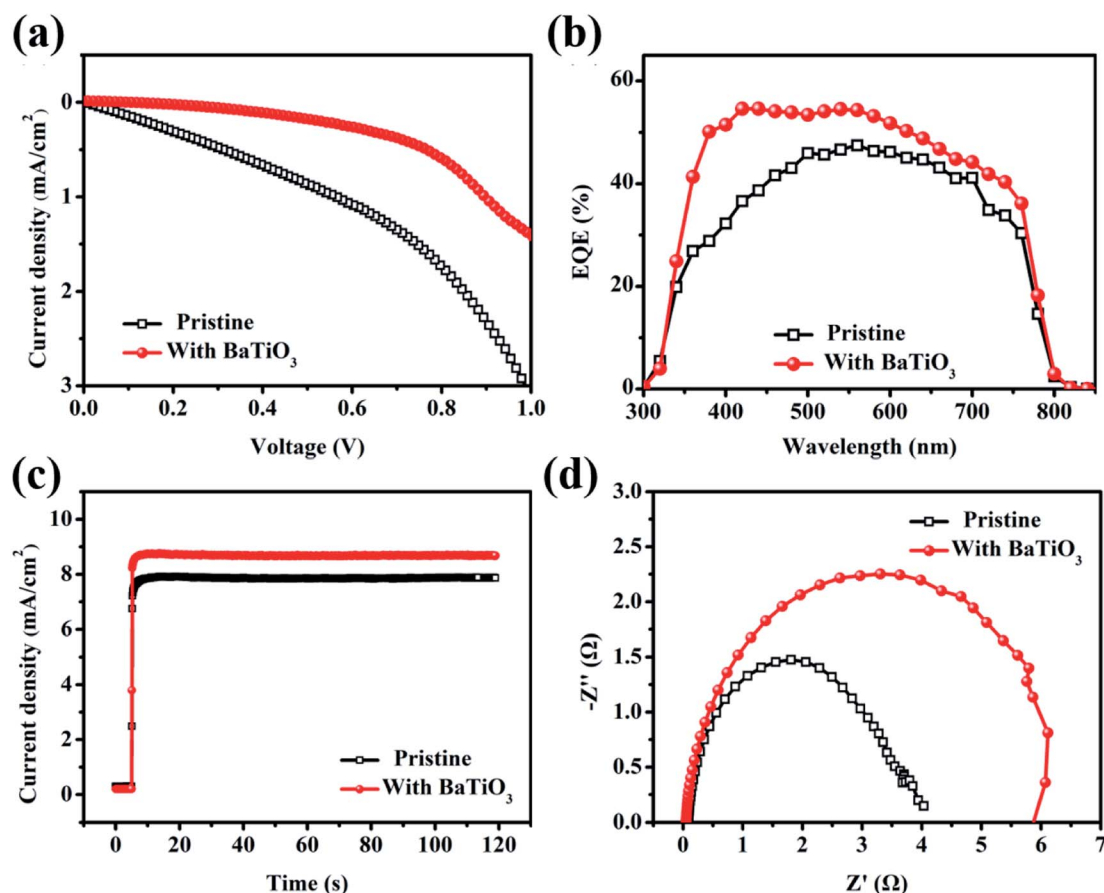 (a)
0
1
2
3
Current density (mA/cm²)
Pristine
With BaTiO₃
0.0 0.2 0.4 0.6 0.8 1.0
Voltage (V)
(b)
60
40
20
0
EQE (%)
Pristine
With BaTiO₃
300 400 500 600 700 800
Wavelength (nm)
(c)
10
8
6
4
2
0
Current density (mA/cm²)
Pristine
With BaTiO₃
0 20 40 60 80 100 120
Time (s)
(d)
3.0
2.5
2.0
1.5
1.0
0.5
0.0
-Z'' (Ω)
Pristine
With BaTiO₃
0 1 2 3 4 5 6 7
Z' (Ω)